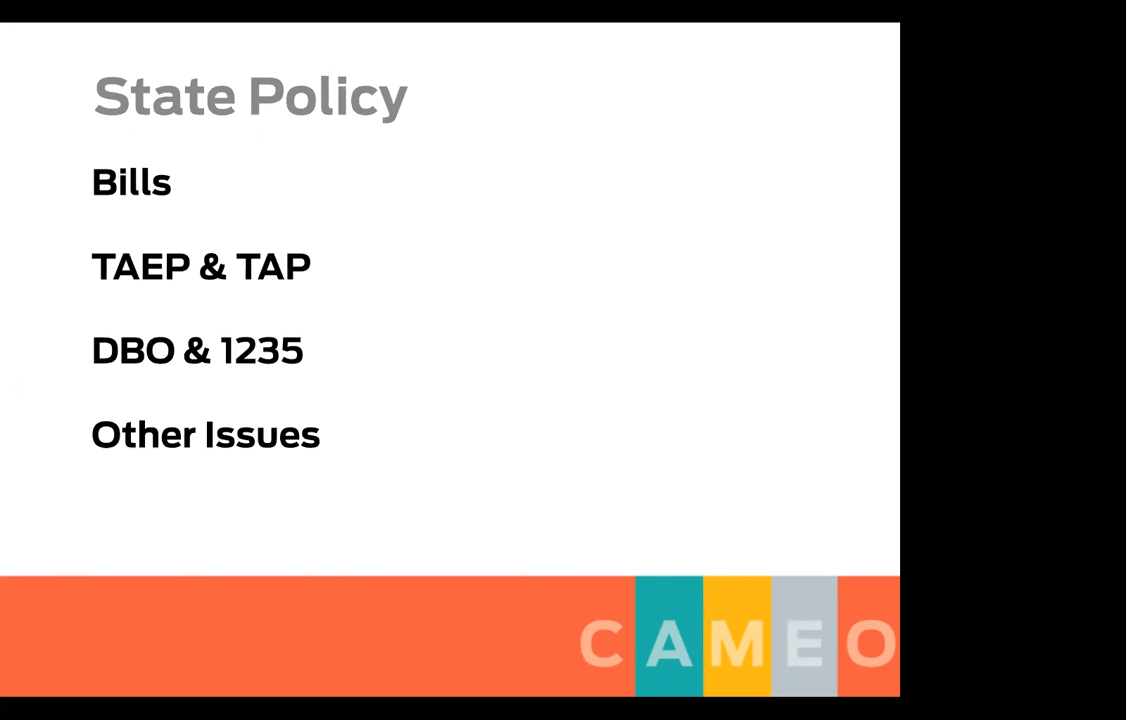 State Policy
Bills
TAEP & TAP
DBO & 1235
Other Issues
CAMEO